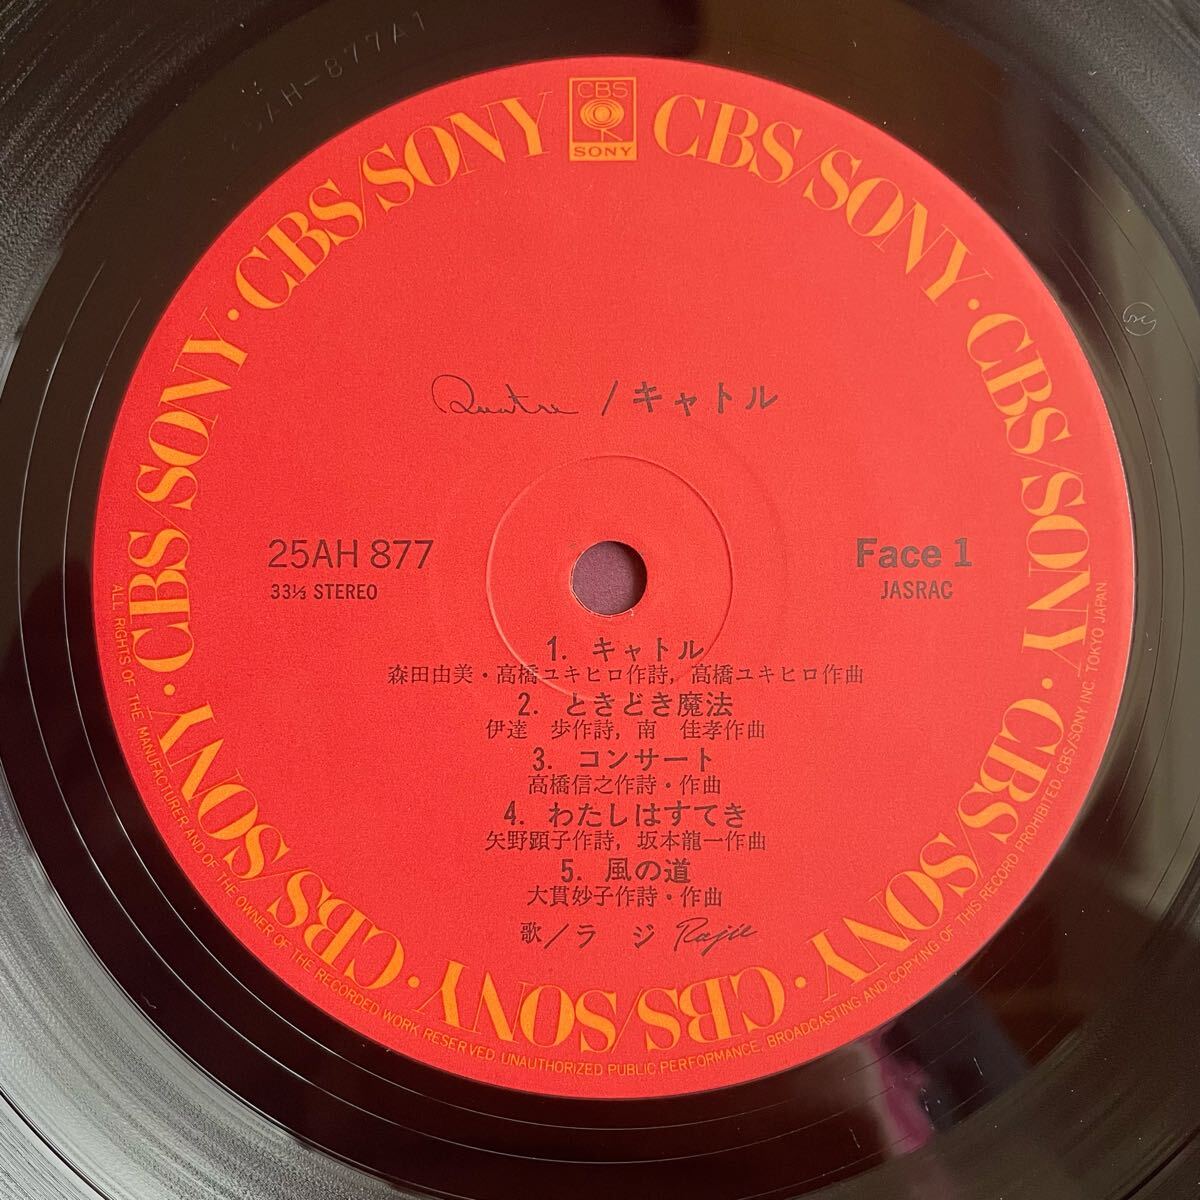 25AH-877A1
CBS
SONY
CBS/SONY · CBS/SONY · CBS/SONY · CBS/SONY · CBS/SONY · CBS/SONY · CBS/SONY · CBS/SONY
Quatre / キャトル
25AH 877
33⅓ STEREO
Face 1
JASRAC
1. キャトル
森田由美・高橋ユキヒロ作詩, 高橋ユキヒロ作曲
2. ときどき魔法
伊達 歩作詩, 南 佳孝作曲
3. コンサート
高橋信之作詩・作曲
4. わたしはすてき
矢野顕子作詩, 坂本龍一作曲
5. 風の道
大貫妙子作詩・作曲
歌/ラジ Rajie
ALL RIGHTS OF THE MANUFACTURER AND OF THE OWNER OF THE RECORDED WORK RESERVED. UNAUTHORIZED PUBLIC PERFORMANCE, BROADCASTING AND COPYING OF THIS RECORD PROHIBITED. CBS/SONY INC. TOKYO JAPAN